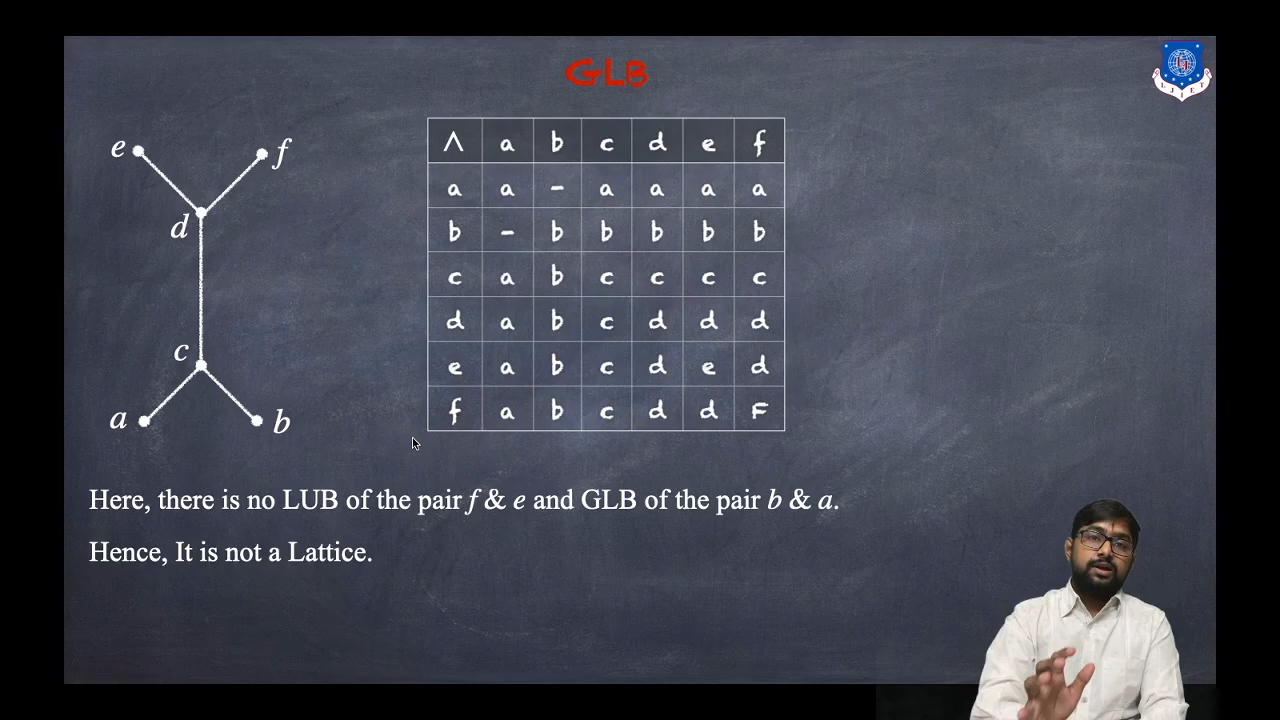 GLB
e f
d
c
a b
∧ a b c d e f
a a - a a a a
b - b b b b b
c a b c c c c
d a b c d d d
e a b c d e d
f a b c d d F
Here, there is no LUB of the pair f & e and GLB of the pair b & a.
Hence, It is not a Lattice.